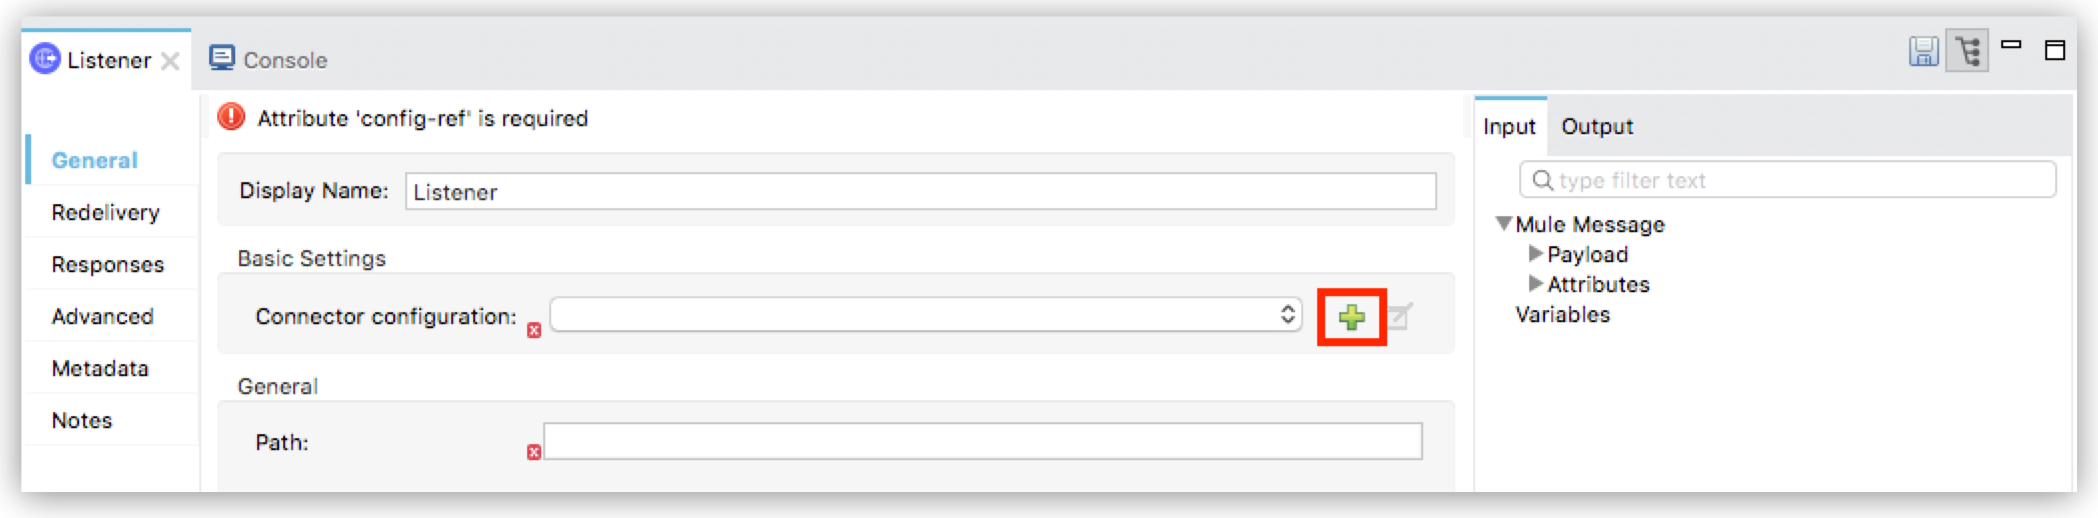 Listener
Console
Attribute 'config-ref' is required
General
Redelivery
Responses
Advanced
Metadata
Notes
Display Name: Listener
Basic Settings
Connector configuration:
General
Path:
Input Output
type filter text
Mule Message
Payload
Attributes
Variables